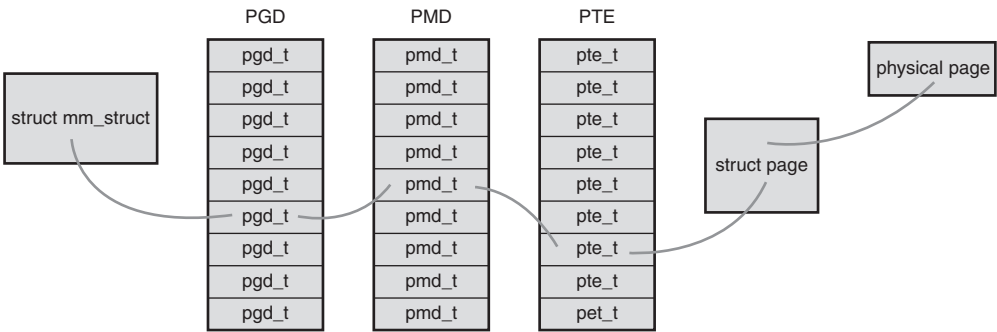 PGD
PMD
PTE
struct mm_struct
pgd_t
pgd_t
pgd_t
pgd_t
pgd_t
pgd_t
pgd_t
pgd_t
pgd_t
pmd_t
pmd_t
pmd_t
pmd_t
pmd_t
pmd_t
pmd_t
pmd_t
pmd_t
pte_t
pte_t
pte_t
pte_t
pte_t
pte_t
pte_t
pte_t
pet_t
struct page
physical page